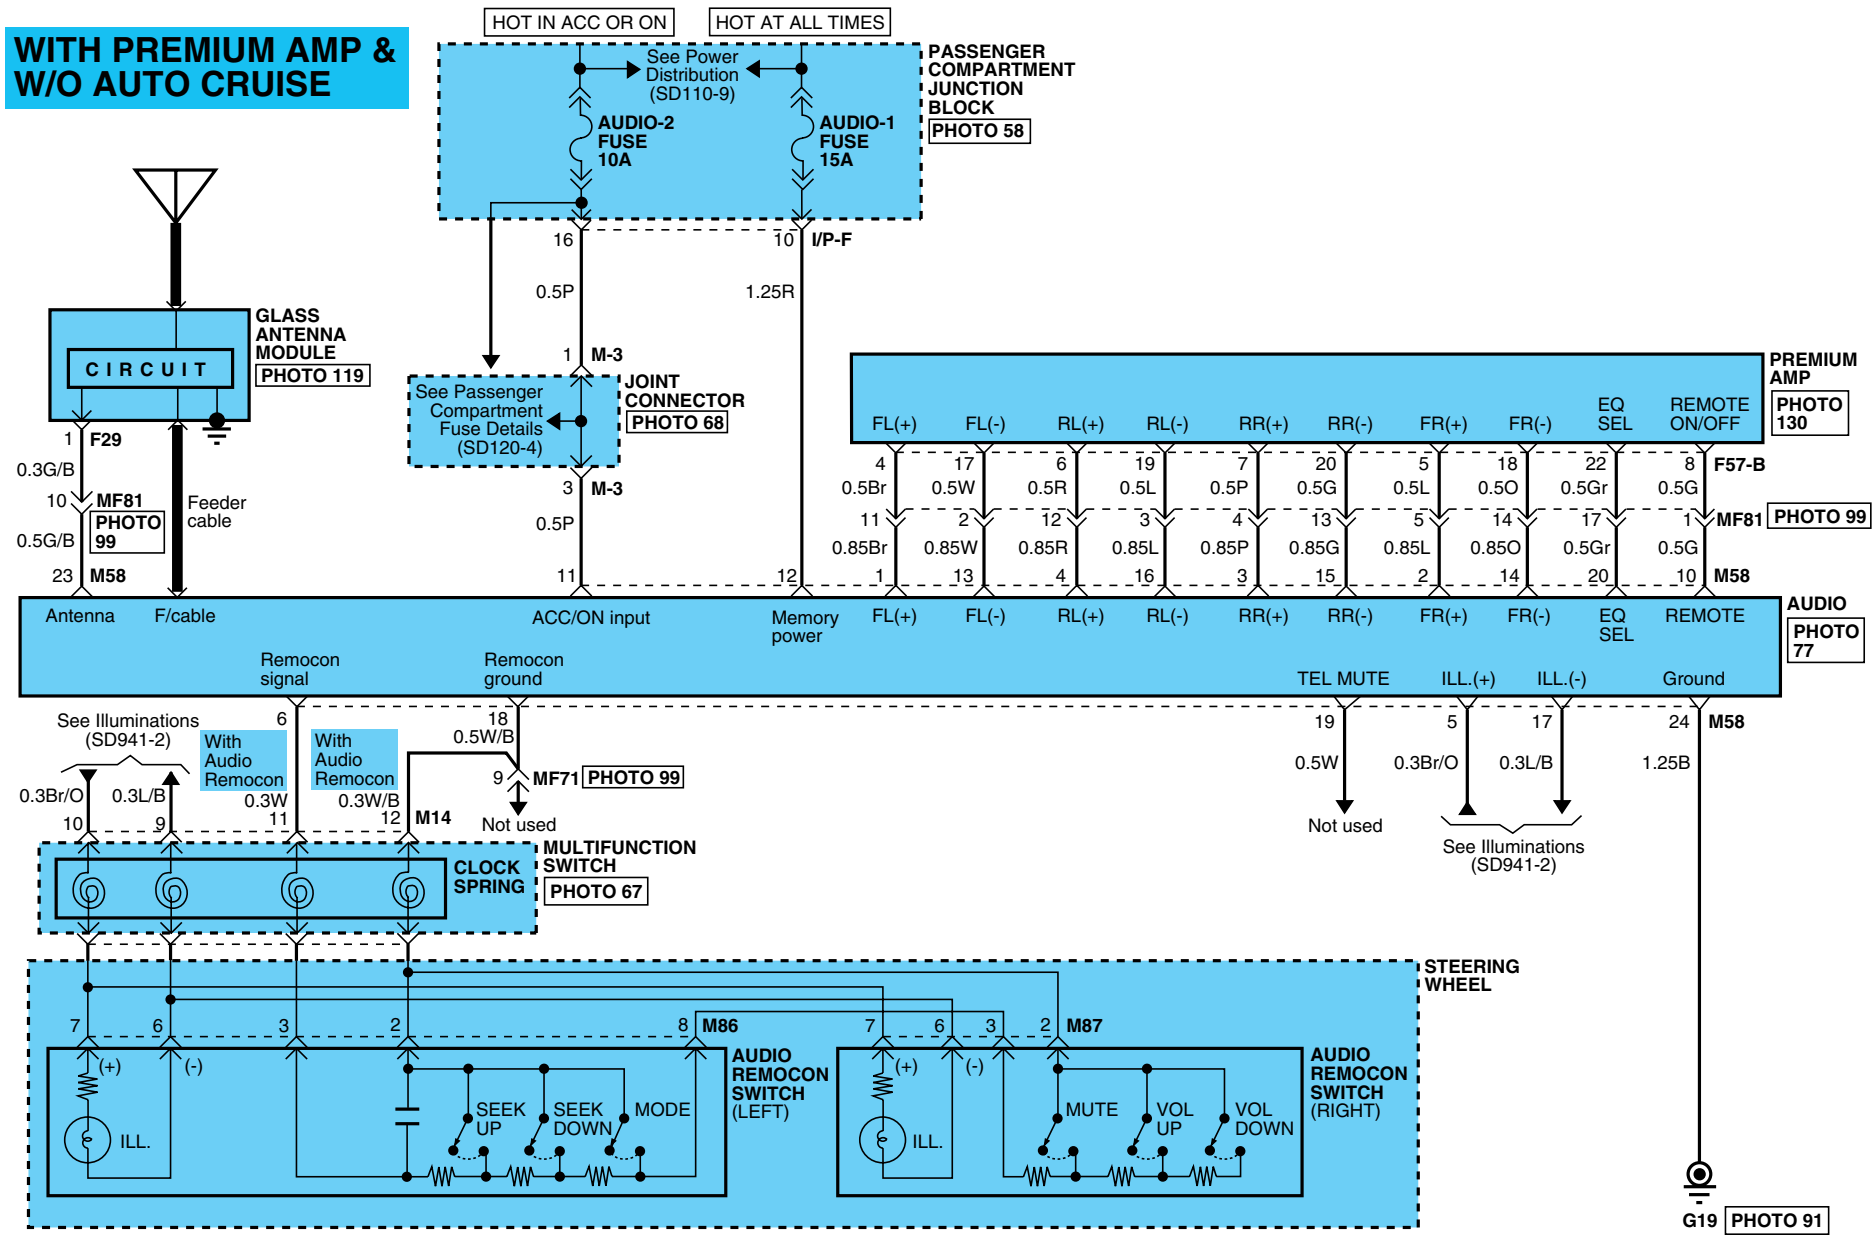 HOT IN ACC OR ON
HOT AT ALL TIMES
WITH PREMIUM AMP &
W/O AUTO CRUISE
See Power
Distribution
(SD110-9)
PASSENGER
COMPARTMENT
JUNCTION
BLOCK
PHOTO 58
AUDIO-2
FUSE
10A
AUDIO-1
FUSE
15A
16
10
I/P-F
0.5P
1.25R
GLASS
ANTENNA
MODULE
PHOTO 119
CIRCUIT
1
M-3
JOINT
CONNECTOR
PHOTO 68
See Passenger
Compartment
Fuse Details
(SD120-4)
3
M-3
0.5P
PREMIUM
AMP
PHOTO
130
FL(+)
FL(-)
RL(+)
RL(-)
RR(+)
RR(-)
FR(+)
FR(-)
EQ
SEL
REMOTE
ON/OFF
1
F29
0.3G/B
10
MF81
PHOTO
99
0.5G/B
Feeder
cable
4
17
6
19
7
20
5
18
22
8
F57-B
0.5Br
0.5W
0.5R
0.5L
0.5P
0.5G
0.5L
0.5O
0.5Gr
0.5G
11
2
12
3
4
13
5
14
17
1
MF81
PHOTO 99
0.85Br
0.85W
0.85R
0.85L
0.85P
0.85G
0.85L
0.85O
0.5Gr
0.5G
23
M58
11
12
1
13
4
16
3
15
2
14
20
10
M58
Antenna
F/cable
ACC/ON input
Memory
power
FL(+)
FL(-)
RL(+)
RL(-)
RR(+)
RR(-)
FR(+)
FR(-)
EQ
SEL
REMOTE
AUDIO
PHOTO
77
Remocon
signal
Remocon
ground
TEL MUTE
ILL.(+)
ILL.(-)
Ground
See Illuminations
(SD941-2)
6
18
19
5
17
24
M58
With
Audio
Remocon
With
Audio
Remocon
0.5W/B
9
MF71
PHOTO 99
Not used
0.5W
0.3Br/O
0.3L/B
1.25B
Not used
See Illuminations
(SD941-2)
0.3Br/O
0.3L/B
0.3W
0.3W/B
10
9
11
12
M14
CLOCK
SPRING
MULTIFUNCTION
SWITCH
PHOTO 67
STEERING
WHEEL
7
6
3
2
8
M86
7
6
3
2
M87
(+)
(-)
ILL.
SEEK
UP
SEEK
DOWN
MODE
AUDIO
REMOCON
SWITCH
(LEFT)
(+)
(-)
ILL.
MUTE
VOL
UP
VOL
DOWN
AUDIO
REMOCON
SWITCH
(RIGHT)
G19
PHOTO 91